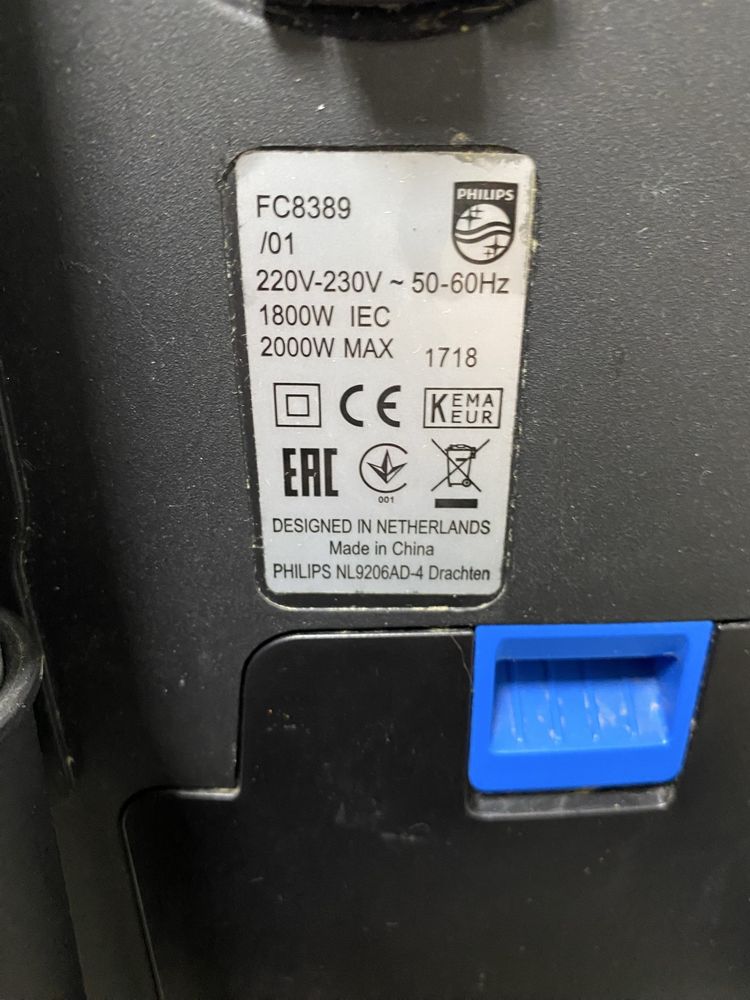 PHILIPS
FC8389
/01
220V-230V ~ 50-60Hz
1800W IEC
2000W MAX 1718
CE KEMA EUR
EAC 001
DESIGNED IN NETHERLANDS
Made in China
PHILIPS NL9206AD-4 Drachten